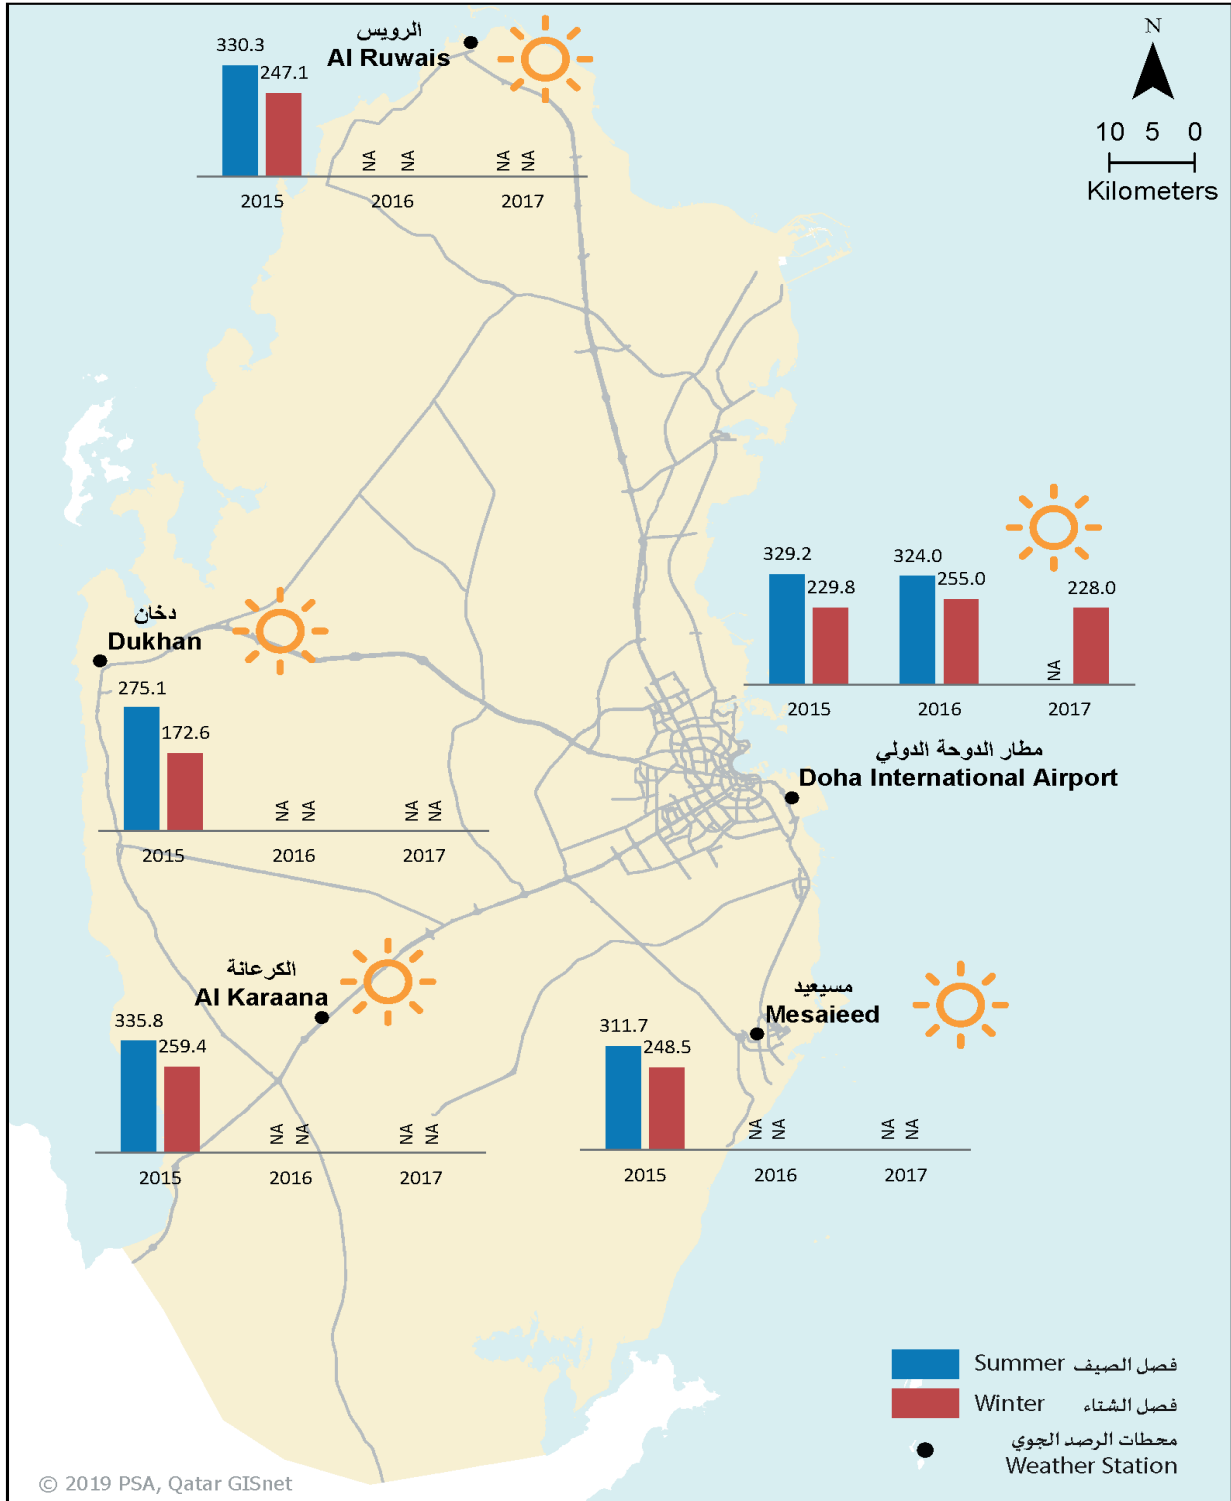 الرويس
Al Ruwais
330.3
247.1
NA NA
NA NA
2015 2016 2017
N
10 5 0
Kilometers
329.2
229.8
324.0
255.0
NA
228.0
2015 2016 2017
مطار الدوحة الدولي
Doha International Airport
دخان
Dukhan
275.1
172.6
NA NA
NA NA
2015 2016 2017
الكرعانة
Al Karaana
335.8
259.4
NA NA
NA NA
2015 2016 2017
مسيعيد
Mesaieed
311.7
248.5
NA NA
NA NA
2015 2016 2017
Summer فصل الصيف
Winter فصل الشتاء
محطات الرصد الجوي
Weather Station
© 2019 PSA, Qatar GISnet